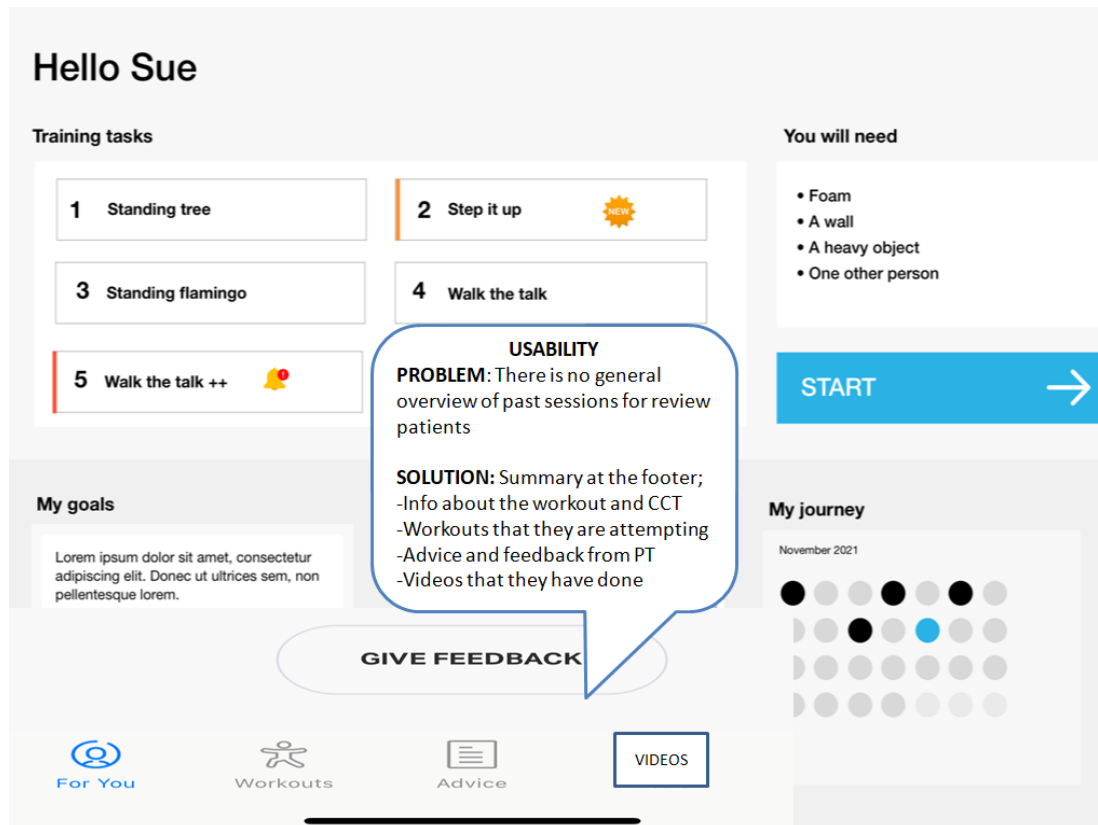 Hello Sue
Training tasks
1 Standing tree
2 Step it up NEW
3 Standing flamingo
4 Walk the talk
5 Walk the talk ++ !
You will need
• Foam
• A wall
• A heavy object
• One other person
START
USABILITY
PROBLEM: There is no general
overview of past sessions for review
patients
SOLUTION: Summary at the footer;
-Info about the workout and CCT
-Workouts that they are attempting
-Advice and feedback from PT
-Videos that they have done
My goals
Lorem ipsum dolor sit amet, consectetur
adipiscing elit. Donec ut ultrices sem, non
pellentesque lorem.
My journey
November 2021
GIVE FEEDBACK
For You
Workouts
Advice
VIDEOS